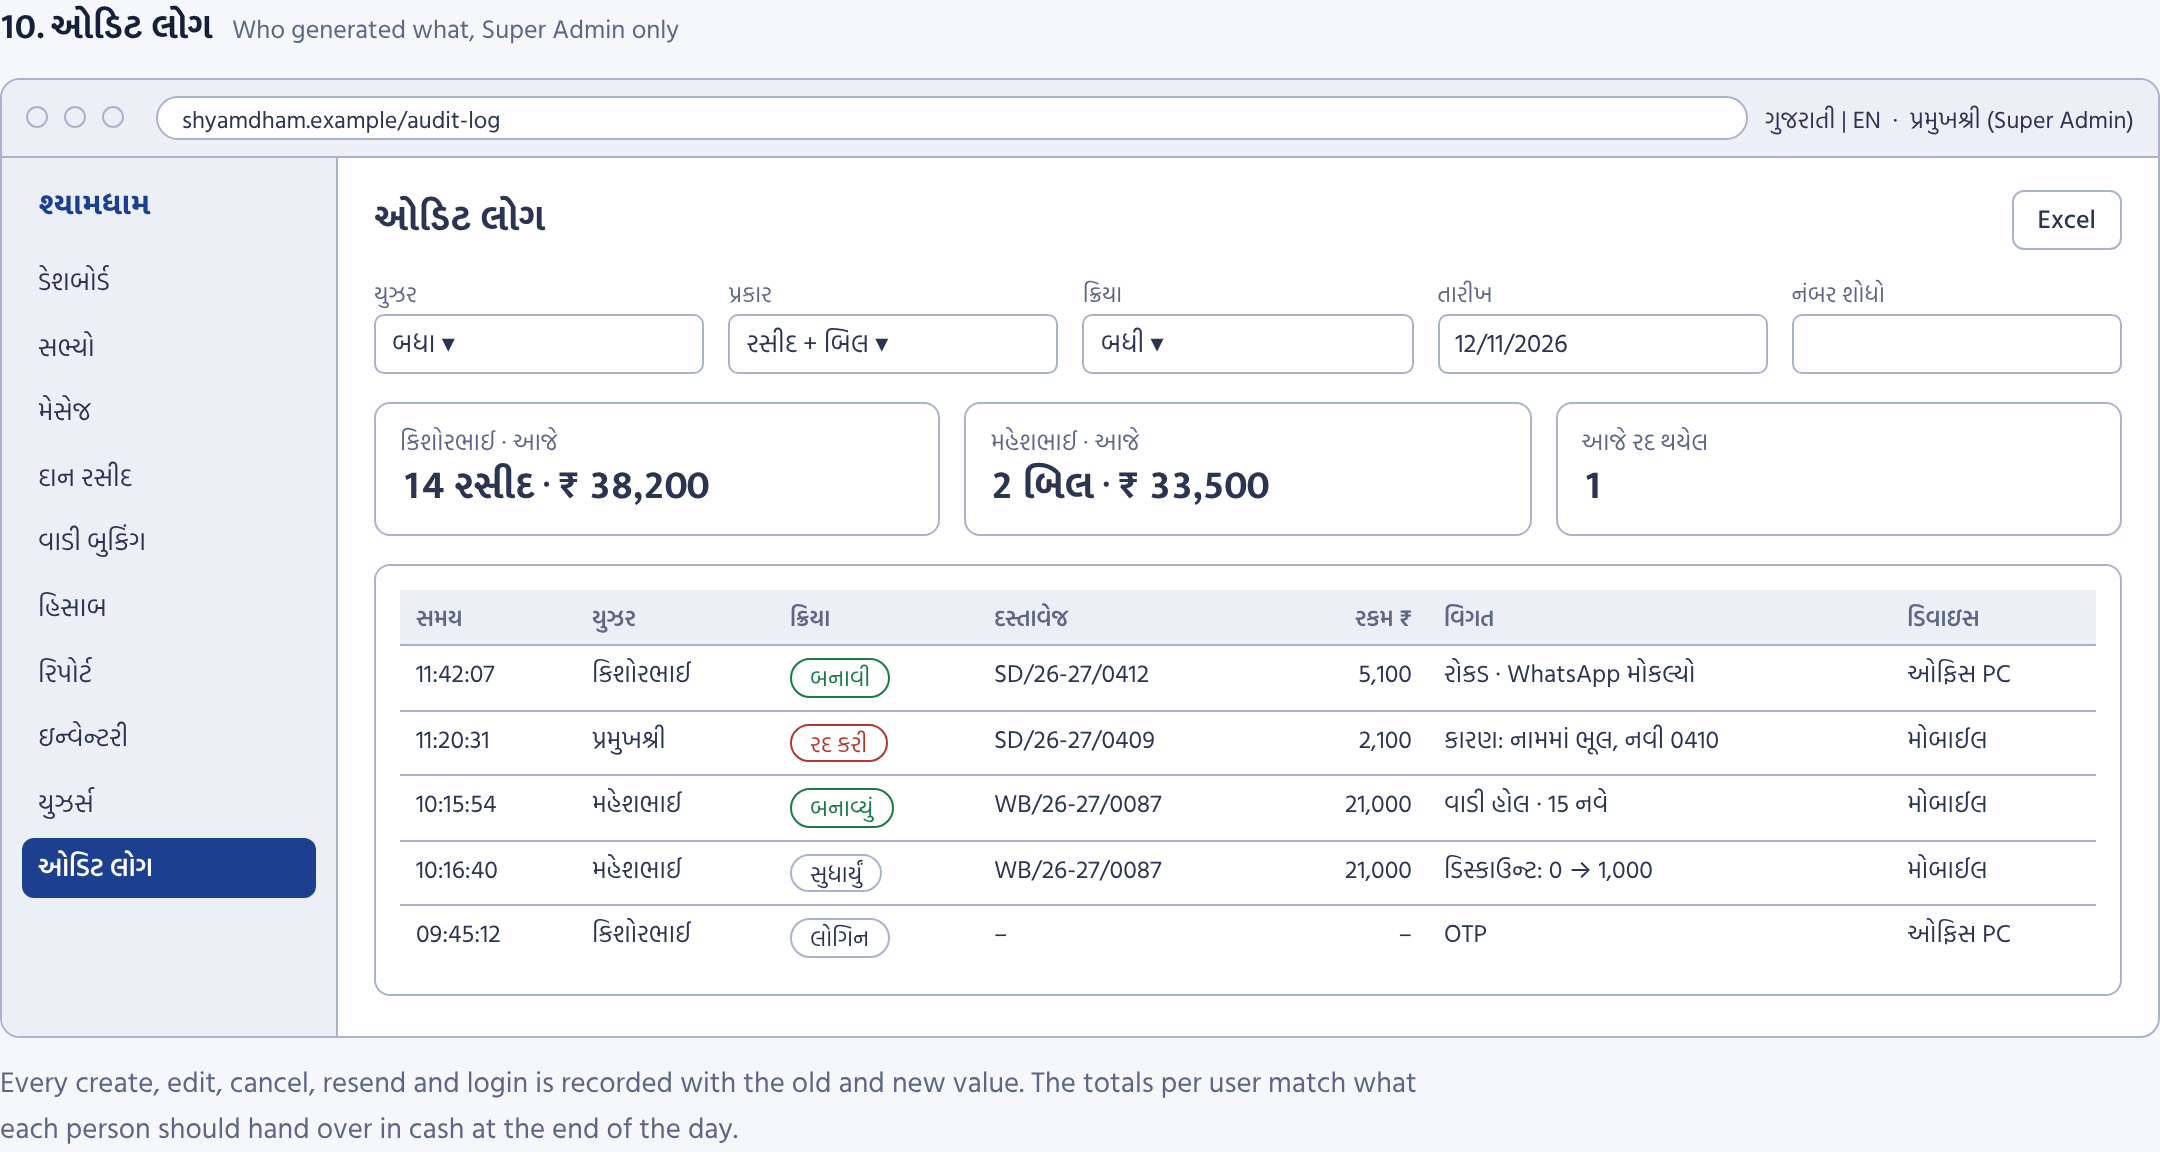 10. ઓડિટ લોગ Who generated what, Super Admin only
shyamdham.example/audit-log
ગુજરાતી | EN · પ્રમુખશ્રી (Super Admin)
શ્યામધામ
ડેશબોર્ડ
સભ્યો
મેસેજ
દાન રસીદ
વાડી બુકિંગ
હિસાબ
રિપોર્ટ
ઇન્વેન્ટરી
યુઝર્સ
ઓડિટ લોગ
ઓડિટ લોગ
Excel
યુઝર પ્રકાર ક્રિયા તારીખ નંબર શોધો
બધા ▾ રસીદ + બિલ ▾ બધી ▾ 12/11/2026
કિશોરભાઈ · આજે
14 રસીદ · ₹ 38,200
મહેશભાઈ · આજે
2 બિલ · ₹ 33,500
આજે રદ થયેલ
1
સમય યુઝર ક્રિયા દસ્તાવેજ રકમ ₹ વિગત ડિવાઇસ
11:42:07 કિશોરભાઈ બનાવી SD/26-27/0412 5,100 રોકડ · WhatsApp મોકલ્યો ઓફિસ PC
11:20:31 પ્રમુખશ્રી રદ કરી SD/26-27/0409 2,100 કારણ: નામમાં ભૂલ, નવી 0410 મોબાઈલ
10:15:54 મહેશભાઈ બનાવ્યું WB/26-27/0087 21,000 વાડી હોલ · 15 નવે મોબાઈલ
10:16:40 મહેશભાઈ સુધાર્યું WB/26-27/0087 21,000 ડિસ્કાઉન્ટ: 0 → 1,000 મોબાઈલ
09:45:12 કિશોરભાઈ લોગિન – – OTP ઓફિસ PC
Every create, edit, cancel, resend and login is recorded with the old and new value. The totals per user match what
each person should hand over in cash at the end of the day.